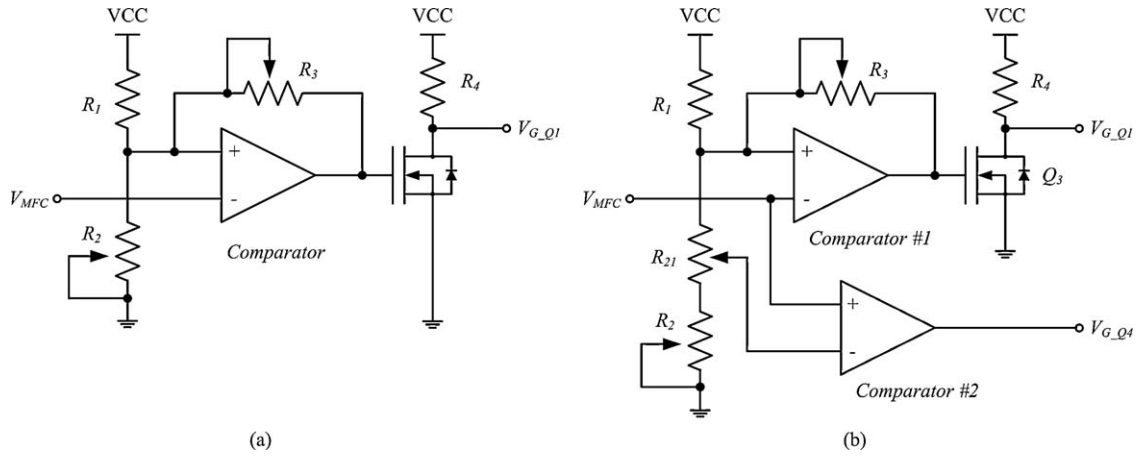 VCC
VCC
R1
R3
R4
VG_Q1
+
-
VMFC
R2
Comparator
(a)
VCC
VCC
R1
R3
R4
VG_Q1
+
-
Q3
VMFC
Comparator #1
R21
+
-
VG_Q4
R2
Comparator #2
(b)